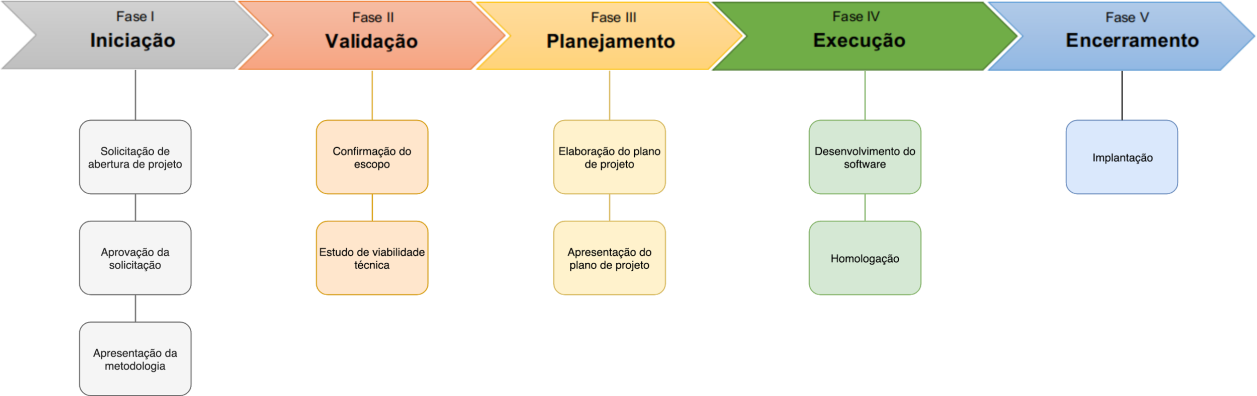 Fase I
Iniciação
Fase II
Validação
Fase III
Planejamento
Fase IV
Execução
Fase V
Encerramento
Solicitação de
abertura de projeto
Aprovação da
solicitação
Apresentação da
metodologia
Confirmação do
escopo
Estudo de viabilidade
técnica
Elaboração do plano
de projeto
Apresentação do
plano de projeto
Desenvolvimento do
software
Homologação
Implantação